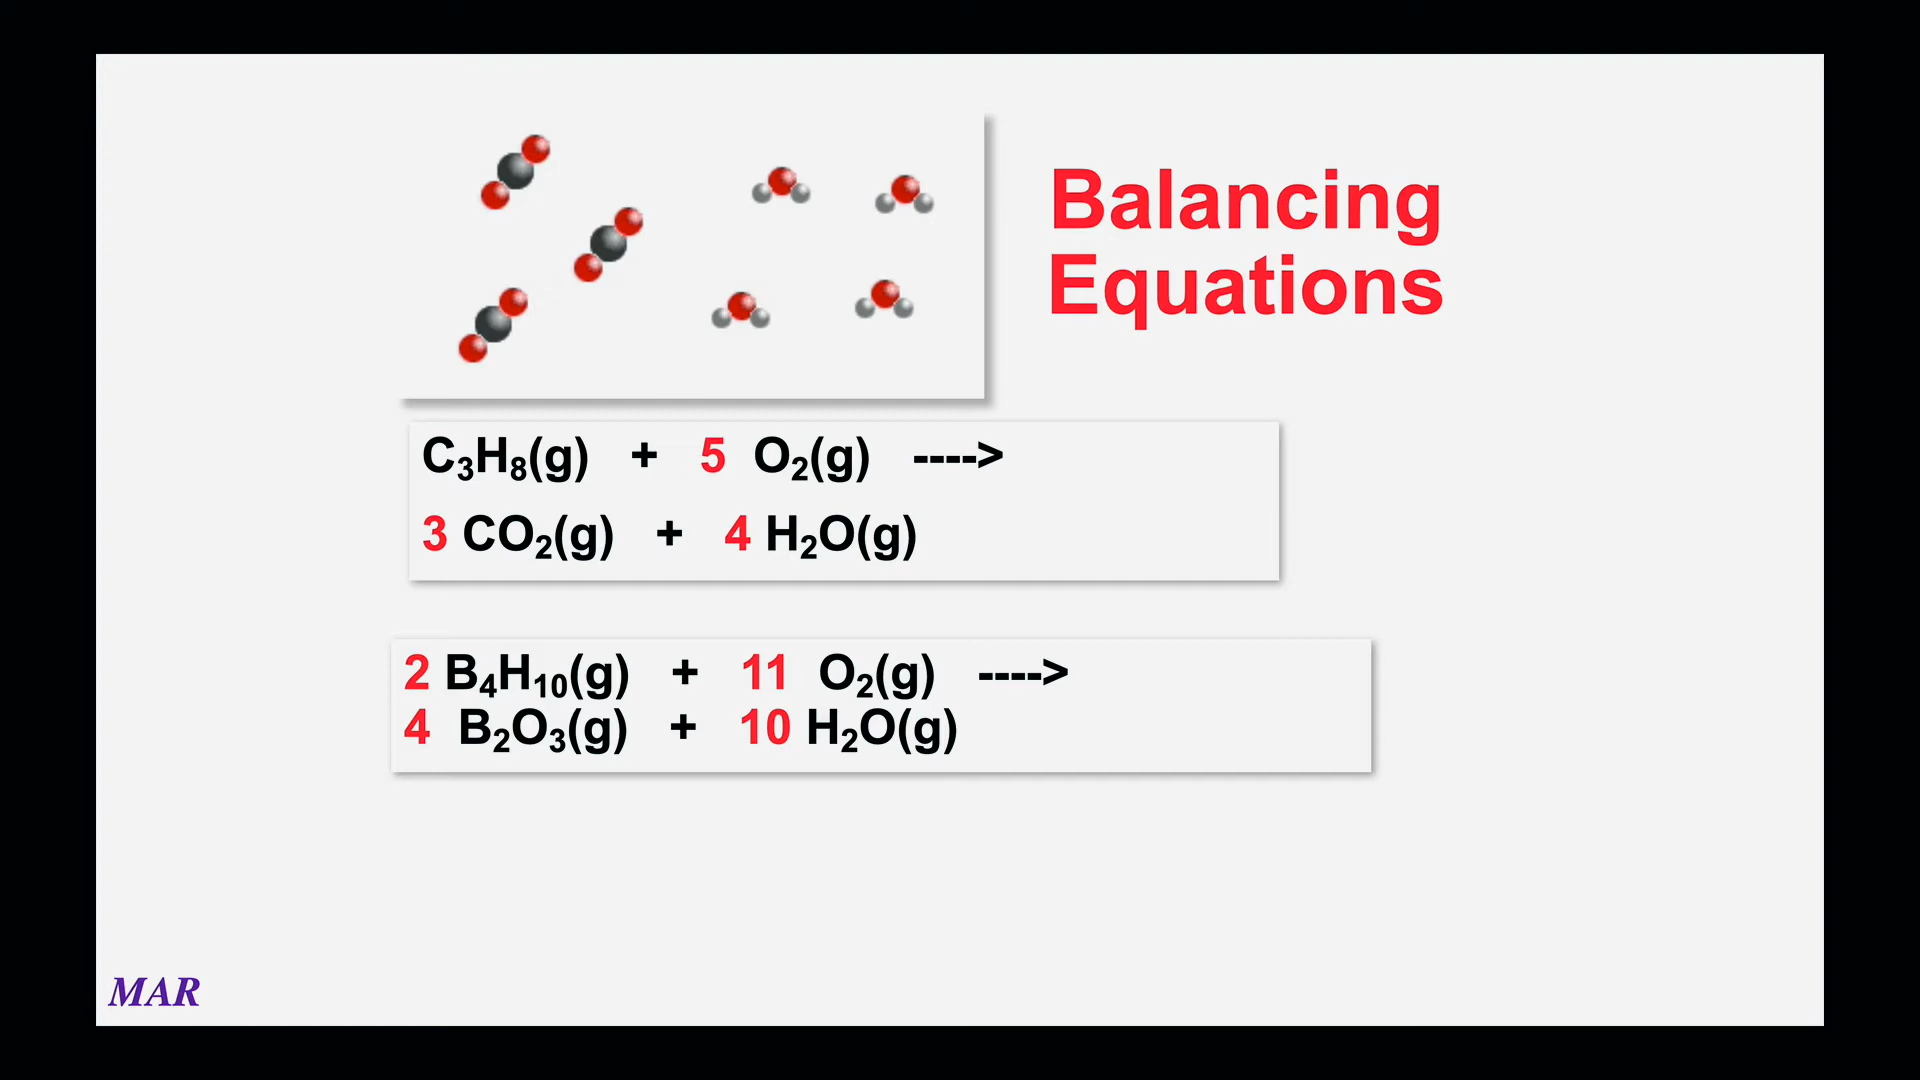 Balancing
Equations
C₃H₈(g) + 5 O₂(g) ---->
3 CO₂(g) + 4 H₂O(g)
2 B₄H₁₀(g) + 11 O₂(g) ---->
4 B₂O₃(g) + 10 H₂O(g)
MAR